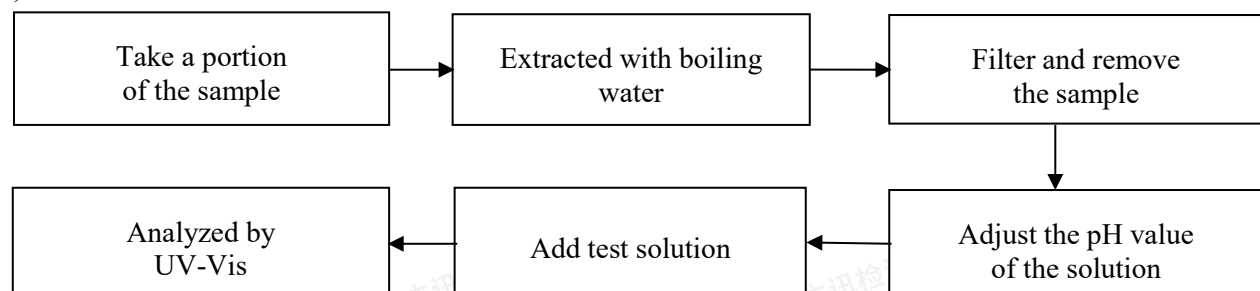 Take a portion
of the sample
Extracted with boiling
water
Filter and remove
the sample
Adjust the pH value
of the solution
Add test solution
Analyzed by
UV-Vis